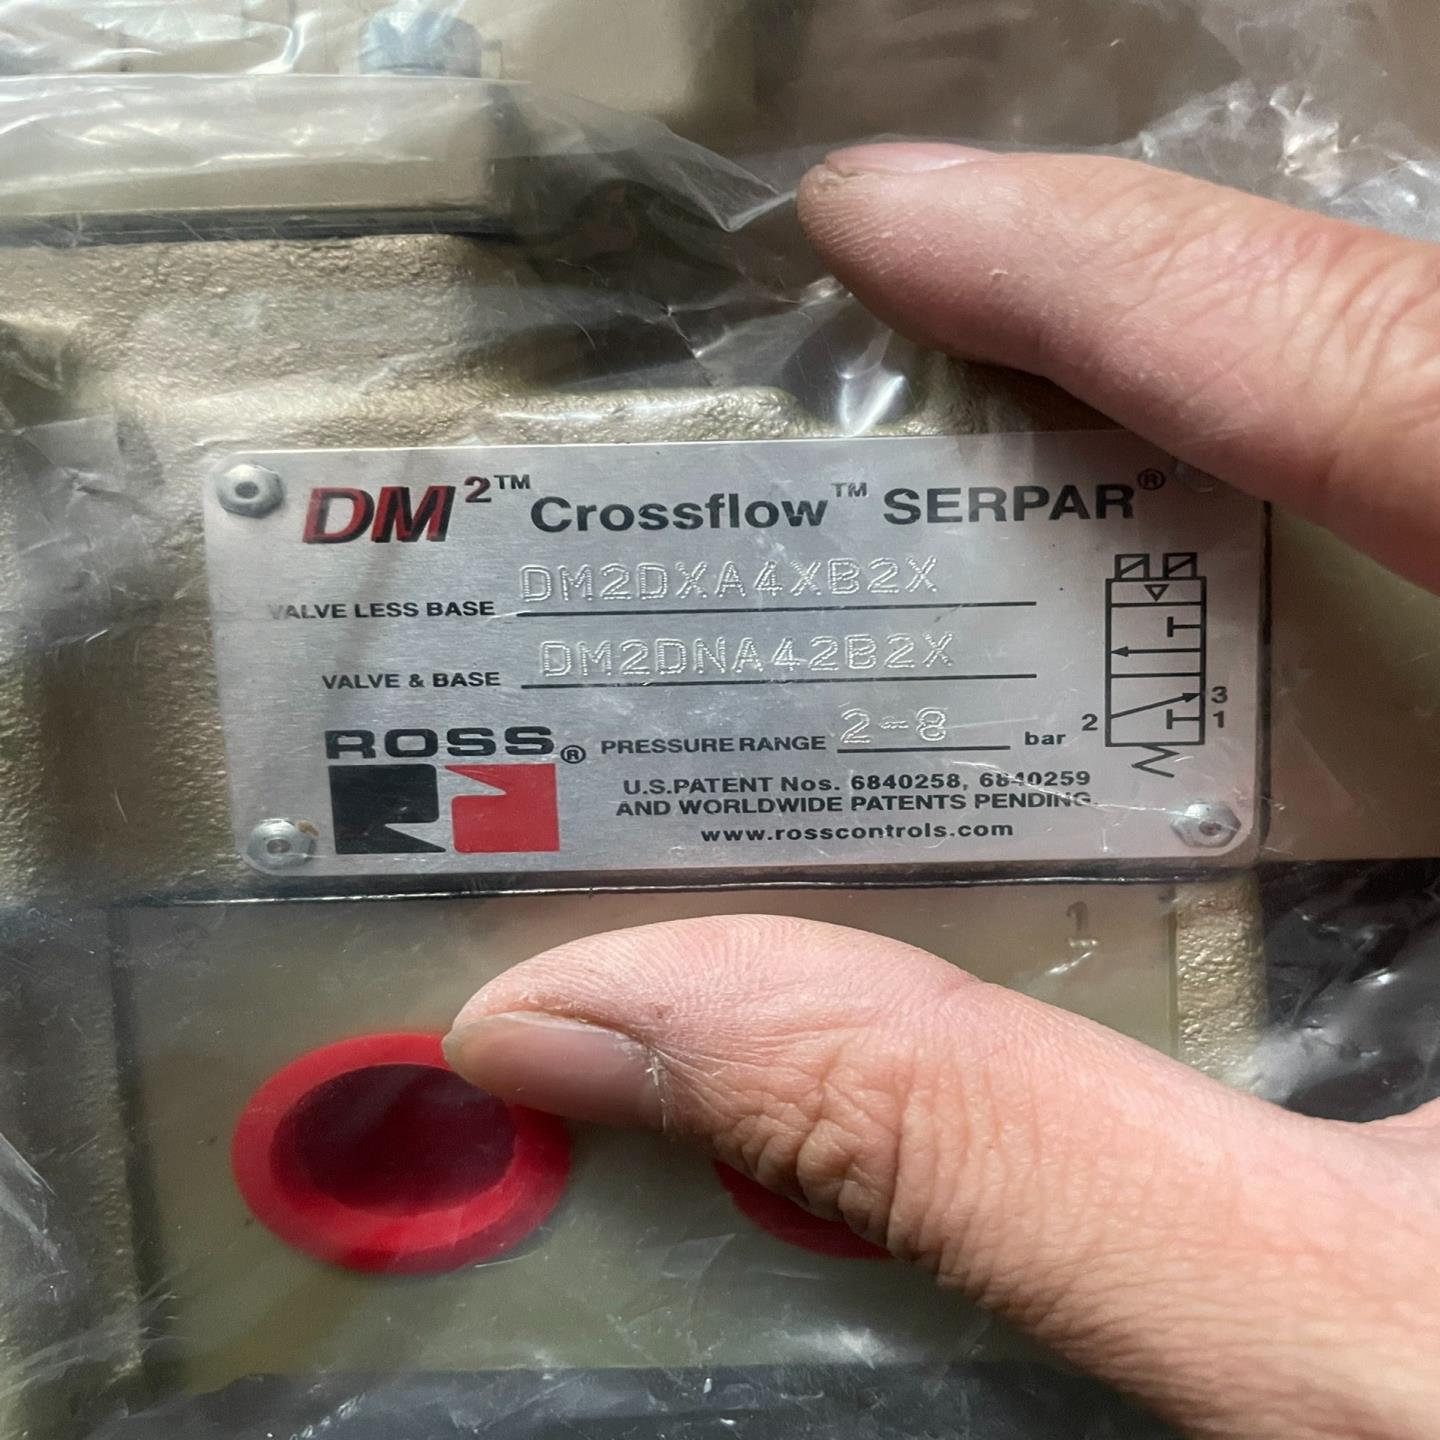 DM²™ Crossflow™ SERPAR®
VALVE LESS BASE DM2DXA4XB2X
VALVE & BASE DM2DNA42B2X
ROSS® PRESSURE RANGE 2-8 bar
2
3
1
U.S.PATENT Nos. 6840258, 6840259
AND WORLDWIDE PATENTS PENDING.
www.rosscontrols.com
1